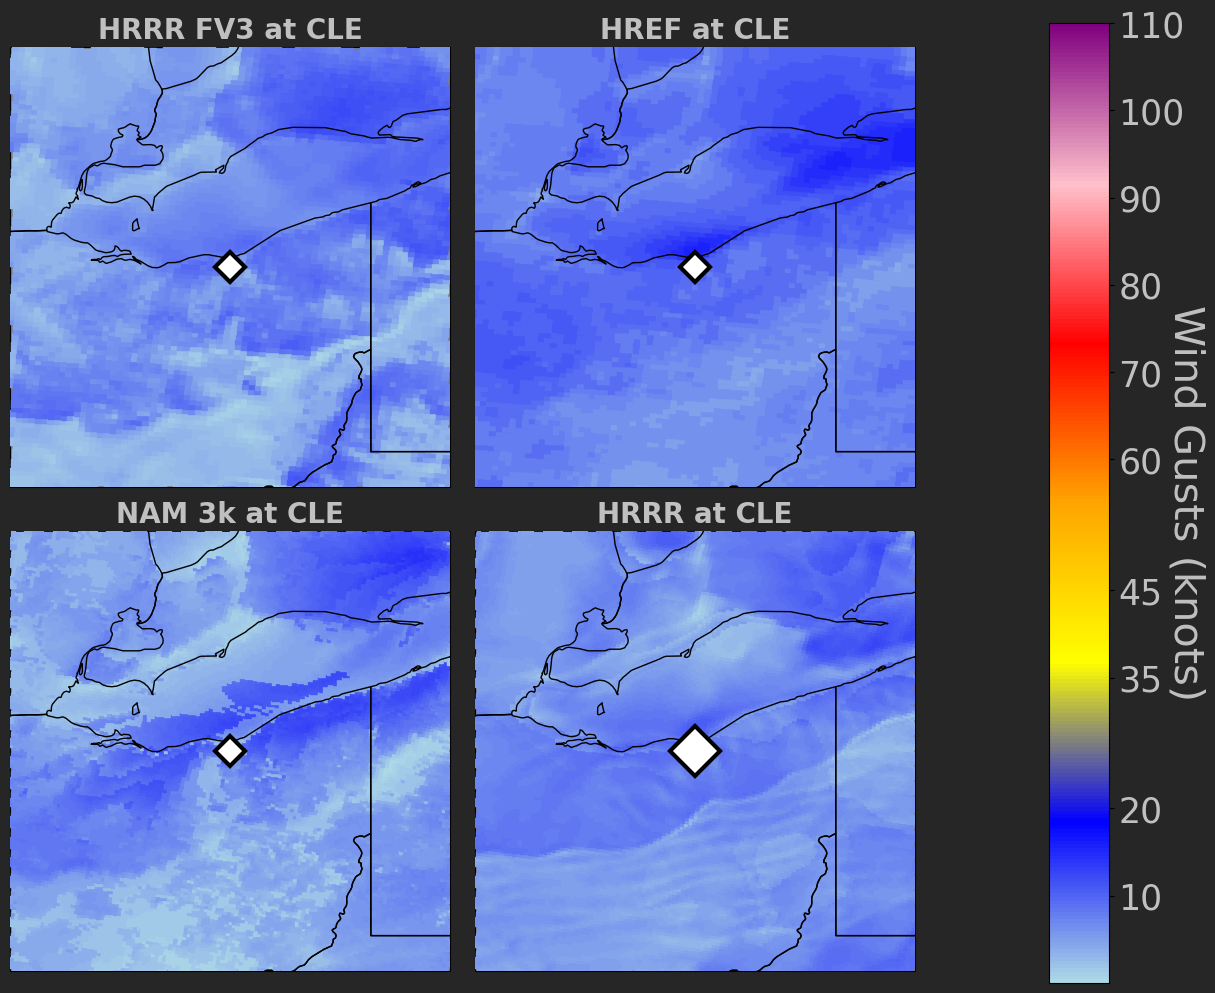 HRRR FV3 at CLE
HREF at CLE
NAM 3k at CLE
HRRR at CLE
110
100
90
80
70
60
45
35
20
10
Wind Gusts (knots)